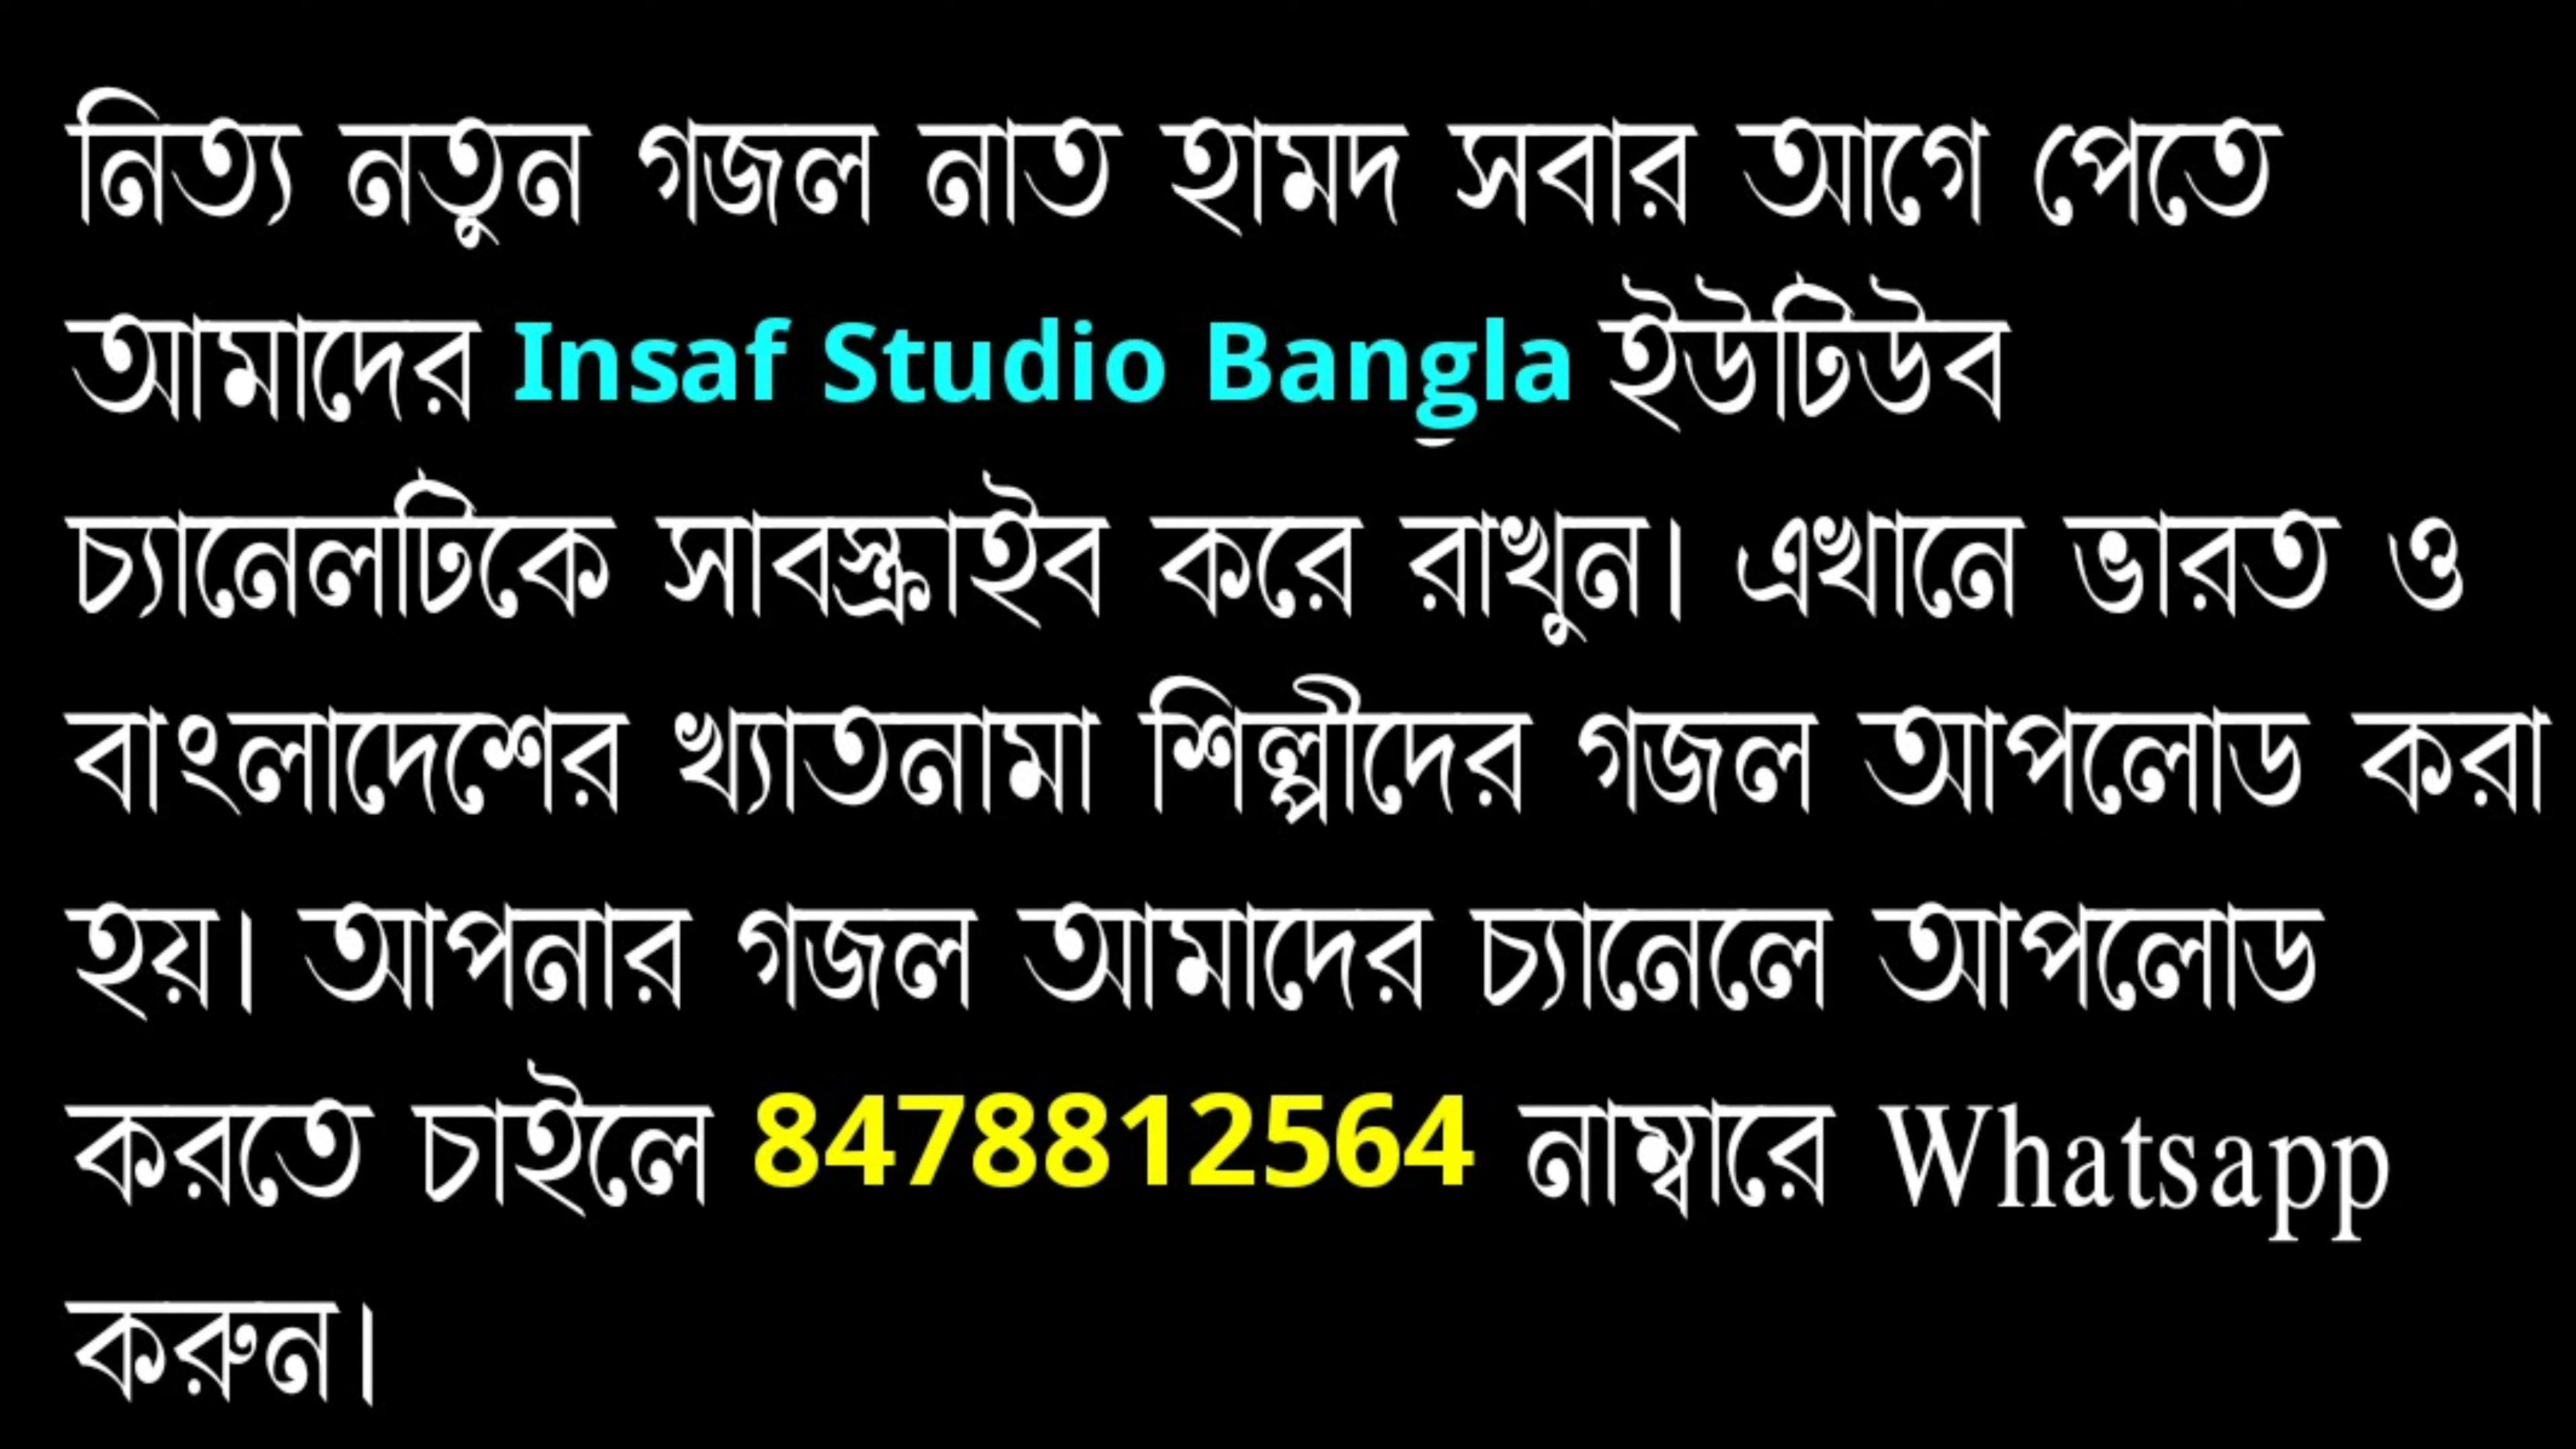 নিত্য নতুন গজল নাত হামদ সবার আগে পেতে
আমাদের Insaf Studio Bangla ইউটিউব
চ্যানেলটিকে সাবস্ক্রাইব করে রাখুন। এখানে ভারত ও
বাংলাদেশের খ্যাতনামা শিল্পীদের গজল আপলোড করা
হয়। আপনার গজল আমাদের চ্যানেলে আপলোড
করতে চাইলে 8478812564 নাম্বারে Whatsapp
করুন।